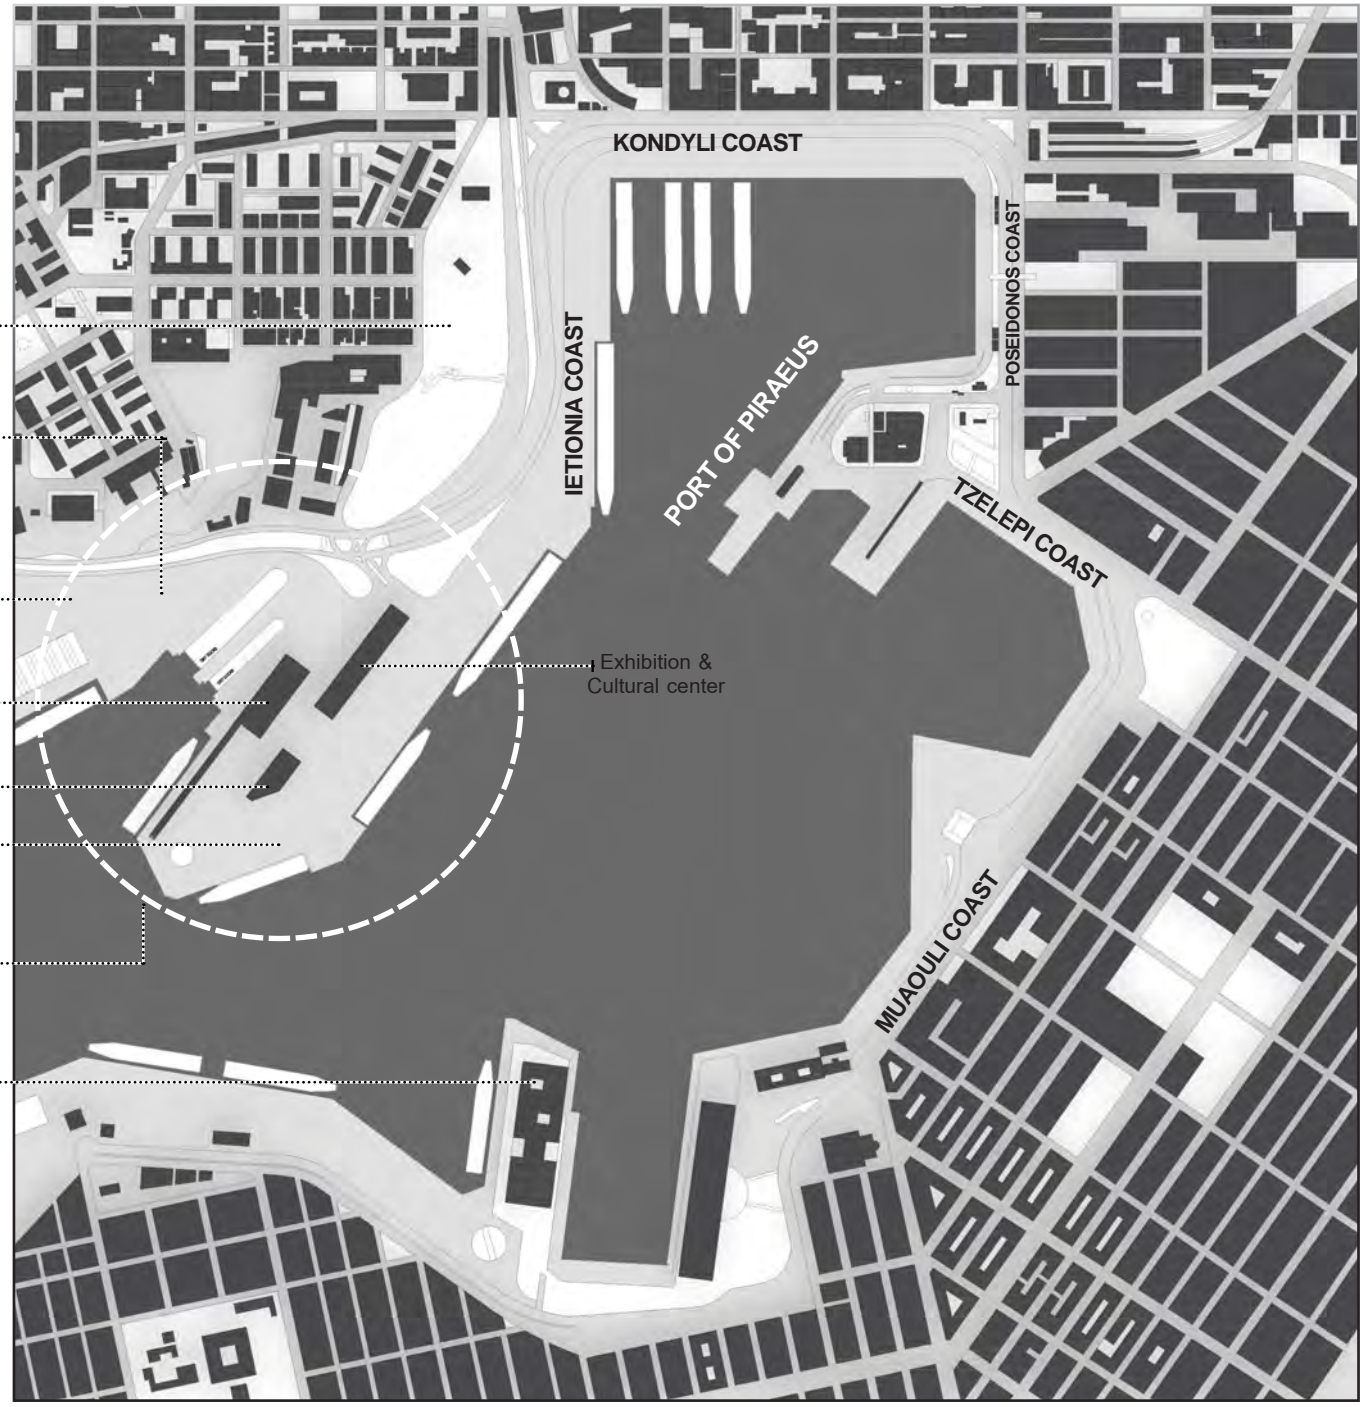 KONDYLI COAST
POSEIDONOS COAST
IETIONIA COAST
PORT OF PIRAEUS
TZELEPI COAST
Exhibition &
Cultural center
MUAOULI COAST